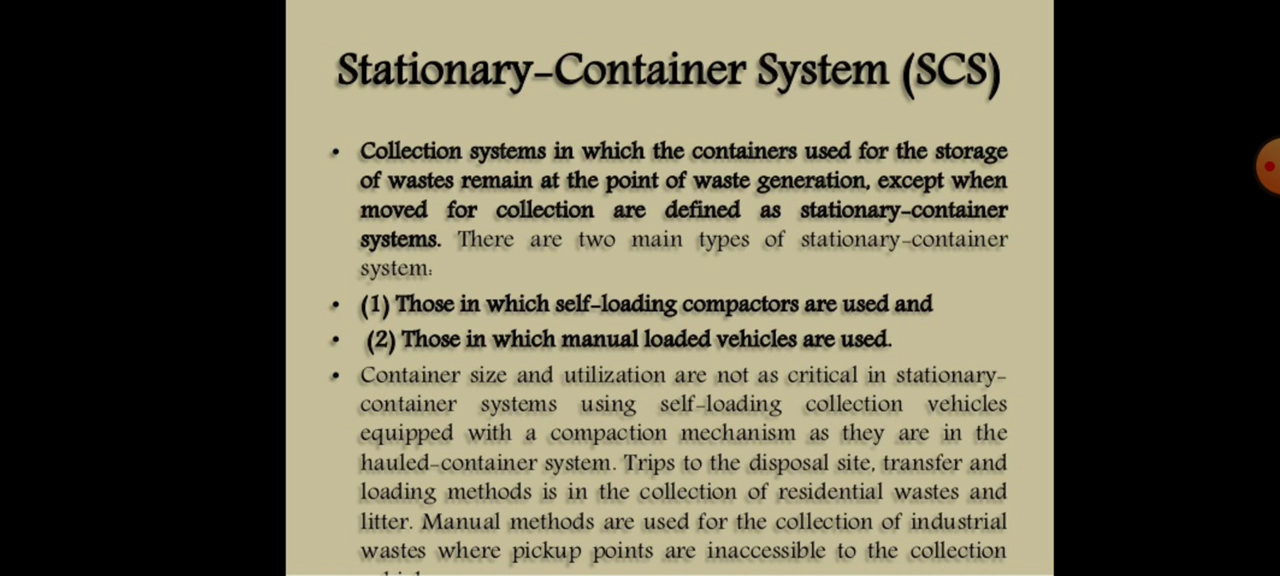 Stationary-Container System (SCS)
• Collection systems in which the containers used for the storage
of wastes remain at the point of waste generation, except when
moved for collection are defined as stationary-container
systems. There are two main types of stationary-container
system:
• (1) Those in which self-loading compactors are used and
• (2) Those in which manual loaded vehicles are used.
• Container size and utilization are not as critical in stationary-
container systems using self-loading collection vehicles
equipped with a compaction mechanism as they are in the
hauled-container system. Trips to the disposal site, transfer and
loading methods is in the collection of residential wastes and
litter. Manual methods are used for the collection of industrial
wastes where pickup points are inaccessible to the collection